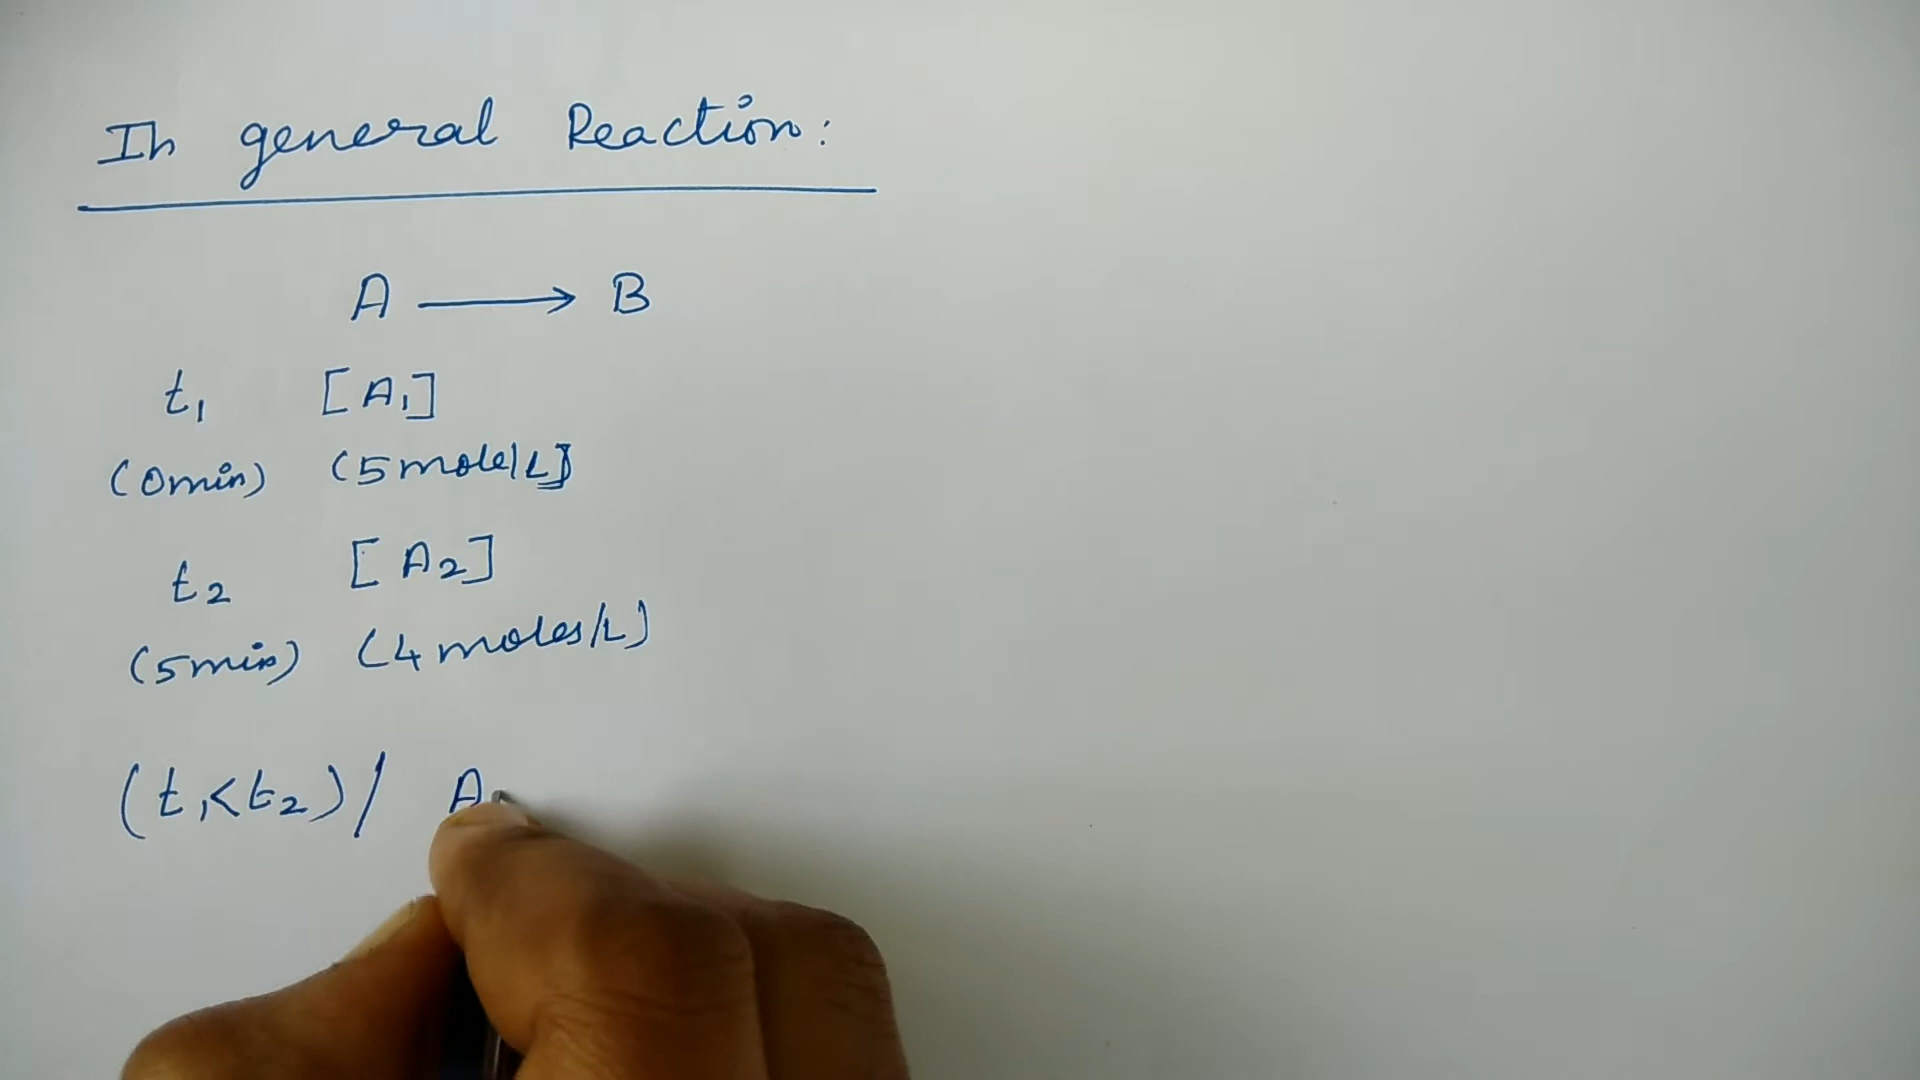 In general Reaction:
A → B
t₁ [A₁]
(0min) (5mole/L]
t₂ [A₂]
(5min) (4moles/L)
(t₁<t₂)/ A